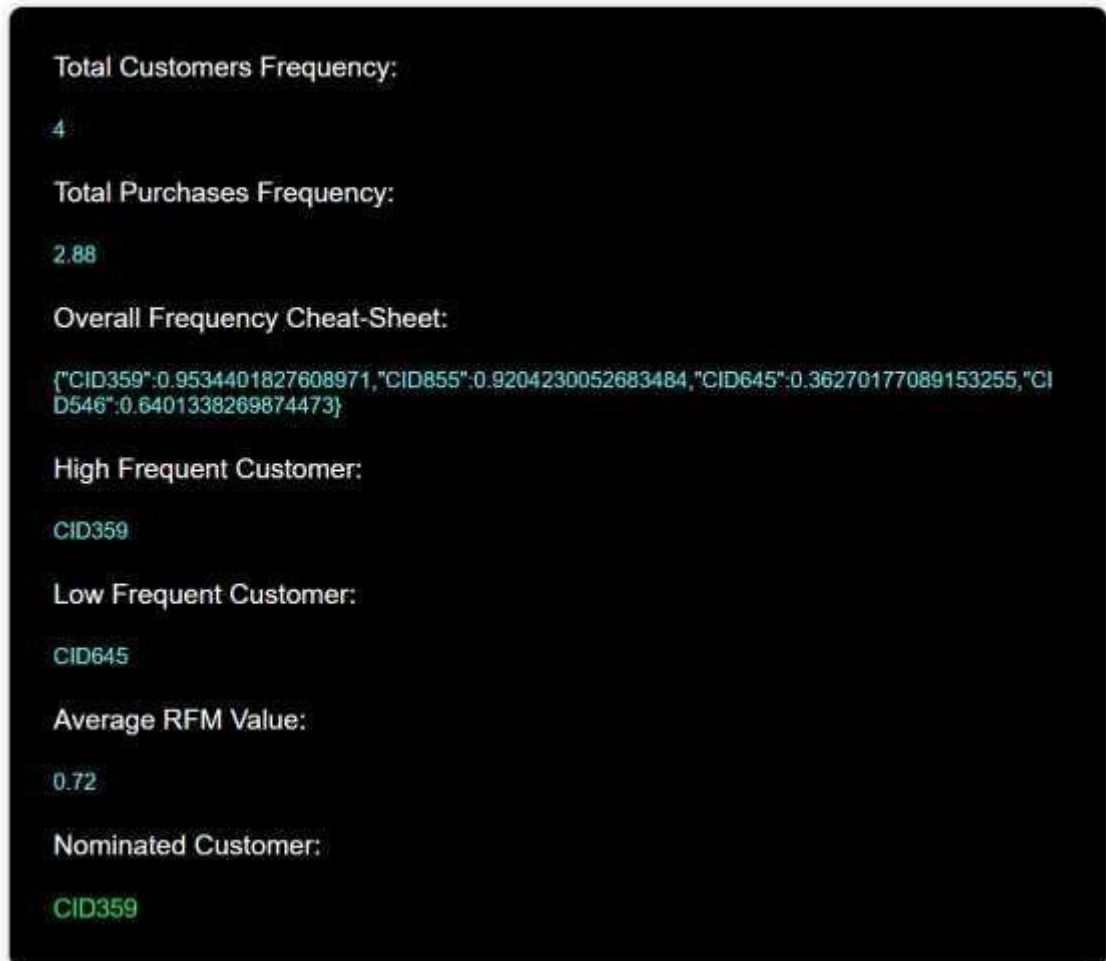 Total Customers Frequency:
4
Total Purchases Frequency:
2.88
Overall Frequency Cheat-Sheet:
{"CID359":0.9534401827608971,"CID855":0.9204230052683484,"CID645":0.36270177089153255,"CI
D546":0.6401338269874473}
High Frequent Customer:
CID359
Low Frequent Customer:
CID645
Average RFM Value:
0.72
Nominated Customer:
CID359